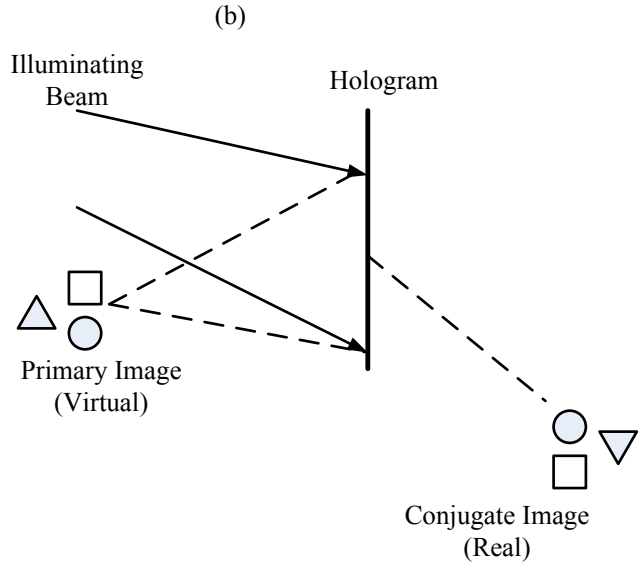 (b)
Illuminating
Beam
Hologram
Primary Image
(Virtual)
Conjugate Image
(Real)